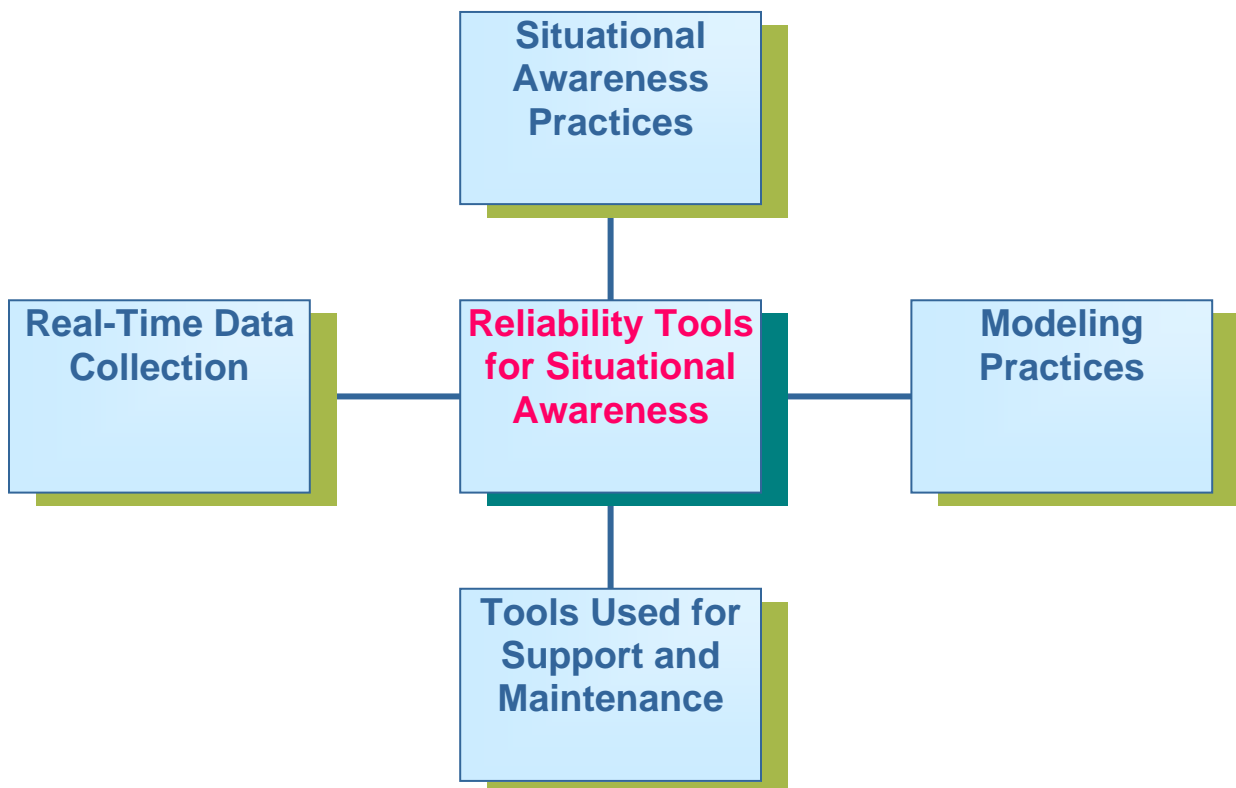 Situational
Awareness
Practices
Real-Time Data
Collection
Reliability Tools
for Situational
Awareness
Modeling
Practices
Tools Used for
Support and
Maintenance